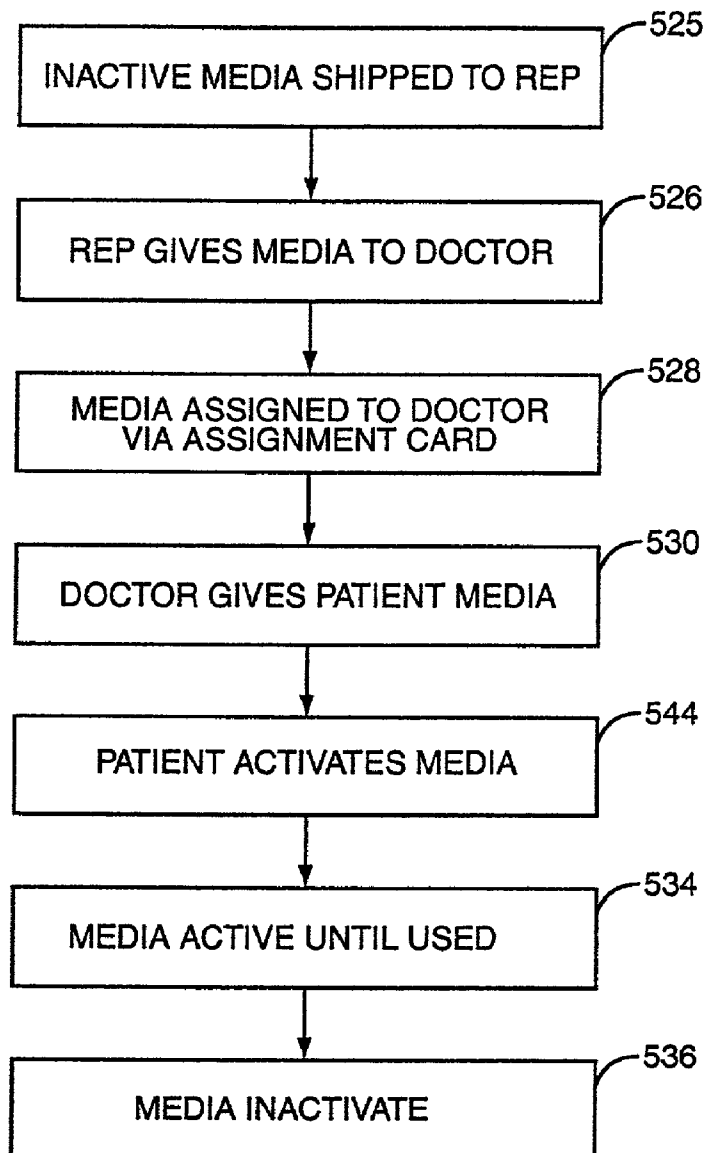 525
INACTIVE MEDIA SHIPPED TO REP
526
REP GIVES MEDIA TO DOCTOR
528
MEDIA ASSIGNED TO DOCTOR
VIA ASSIGNMENT CARD
530
DOCTOR GIVES PATIENT MEDIA
544
PATIENT ACTIVATES MEDIA
534
MEDIA ACTIVE UNTIL USED
536
MEDIA INACTIVATE